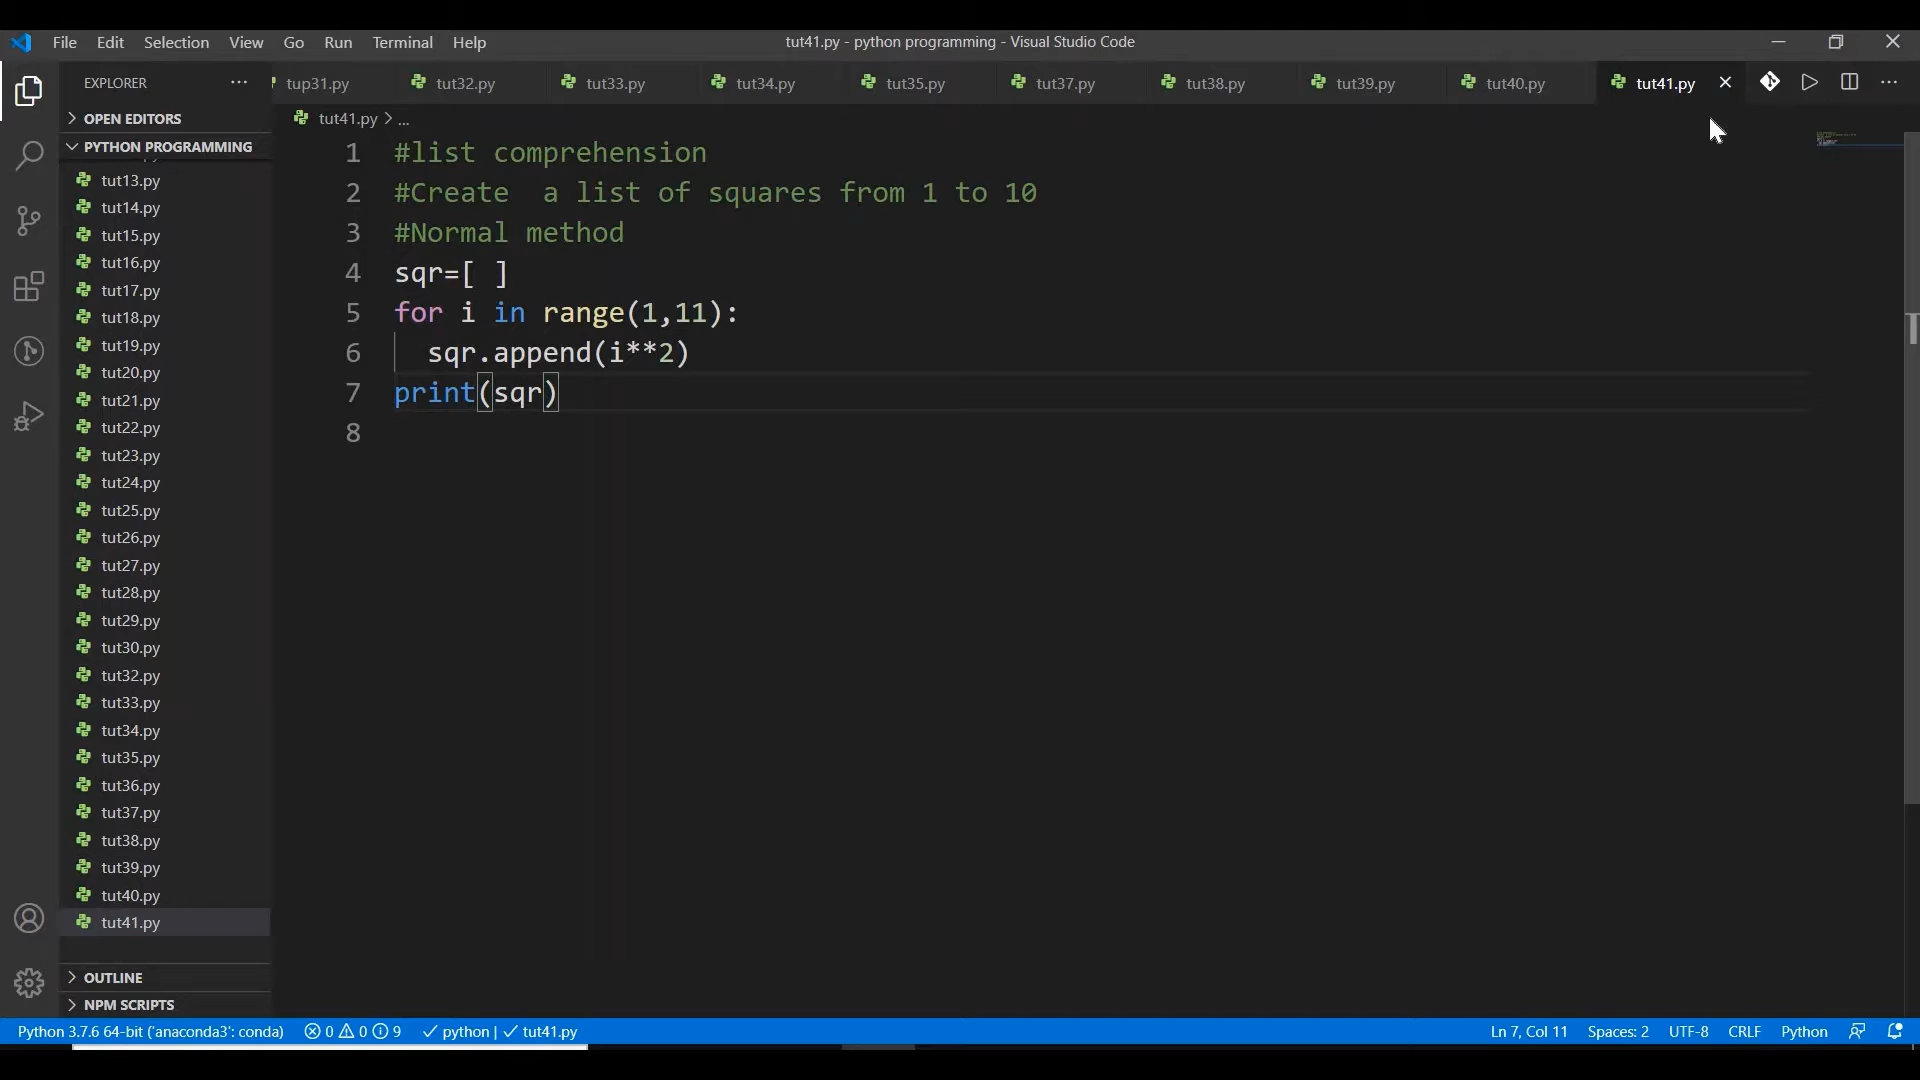 File Edit Selection View Go Run Terminal Help
tut41.py - python programming - Visual Studio Code
EXPLORER
tup31.py tut32.py tut33.py tut34.py tut35.py tut37.py tut38.py tut39.py tut40.py tut41.py
OPEN EDITORS
PYTHON PROGRAMMING
tut13.py
tut14.py
tut15.py
tut16.py
tut17.py
tut18.py
tut19.py
tut20.py
tut21.py
tut22.py
tut23.py
tut24.py
tut25.py
tut26.py
tut27.py
tut28.py
tut29.py
tut30.py
tut32.py
tut33.py
tut34.py
tut35.py
tut36.py
tut37.py
tut38.py
tut39.py
tut40.py
tut41.py
OUTLINE
NPM SCRIPTS
tut41.py > ...
1 #list comprehension
2 #Create  a list of squares from 1 to 10
3 #Normal method
4 sqr=[ ]
5 for i in range(1,11):
6   sqr.append(i**2)
7 print(sqr)
8
Python 3.7.6 64-bit ('anaconda3': conda) 0 0 9 python | tut41.py Ln 7, Col 11 Spaces: 2 UTF-8 CRLF Python